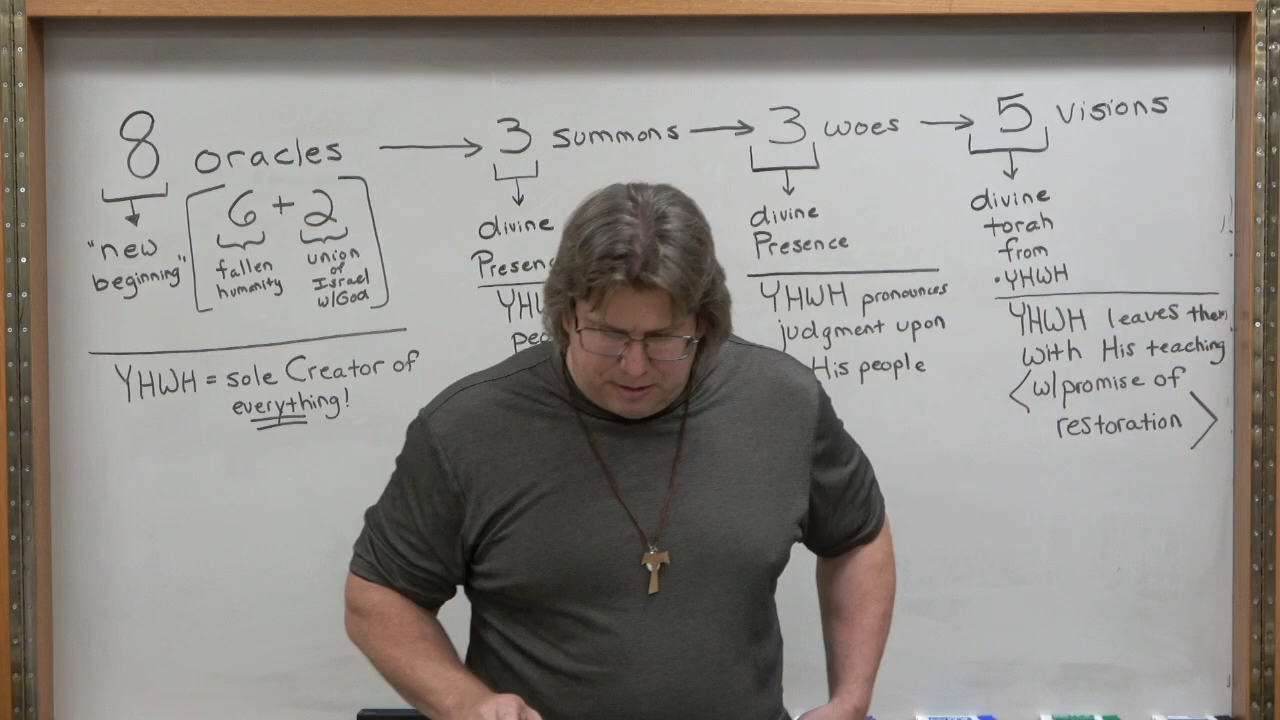 8 oracles → 3 summons → 3 woes → 5 visions
"new
beginning"
[6 + 2]
fallen
humanity
union
of
Israel
w/God
YHWH = sole Creator of
everything!
divine
divine
Presence
YHWH pronounces
judgment upon
His people
divine
torah
from
YHWH
YHWH leaves them
with His teaching
<w/promise of
restoration>